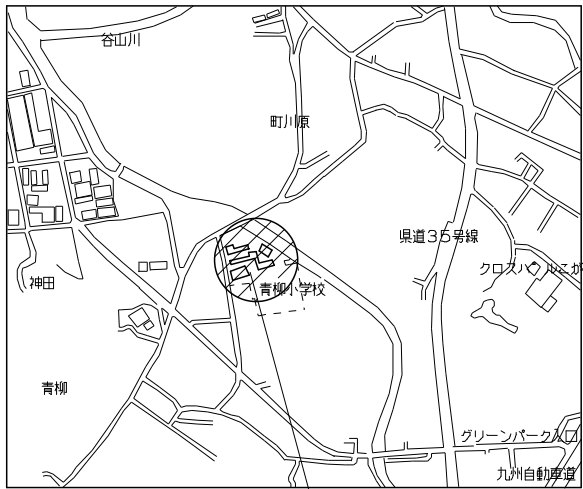 谷山川
町川原
県道35号線
クロスパルこが
神田
青柳小学校
青柳
グリーンパーク入口
九州自動車道